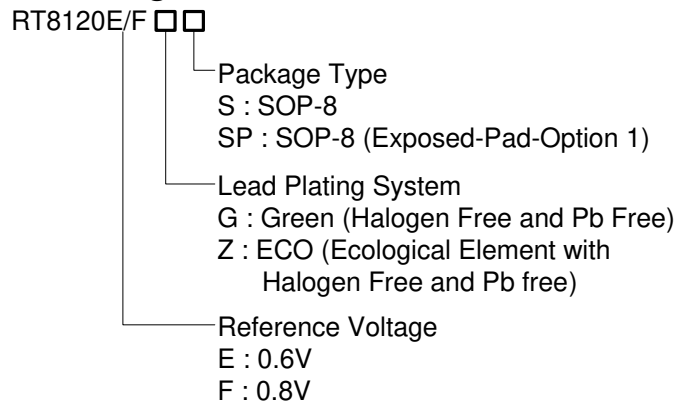 RT8120E/F
Package Type
S : SOP-8
SP : SOP-8 (Exposed-Pad-Option 1)
Lead Plating System
G : Green (Halogen Free and Pb Free)
Z : ECO (Ecological Element with
Halogen Free and Pb free)
Reference Voltage
E : 0.6V
F : 0.8V